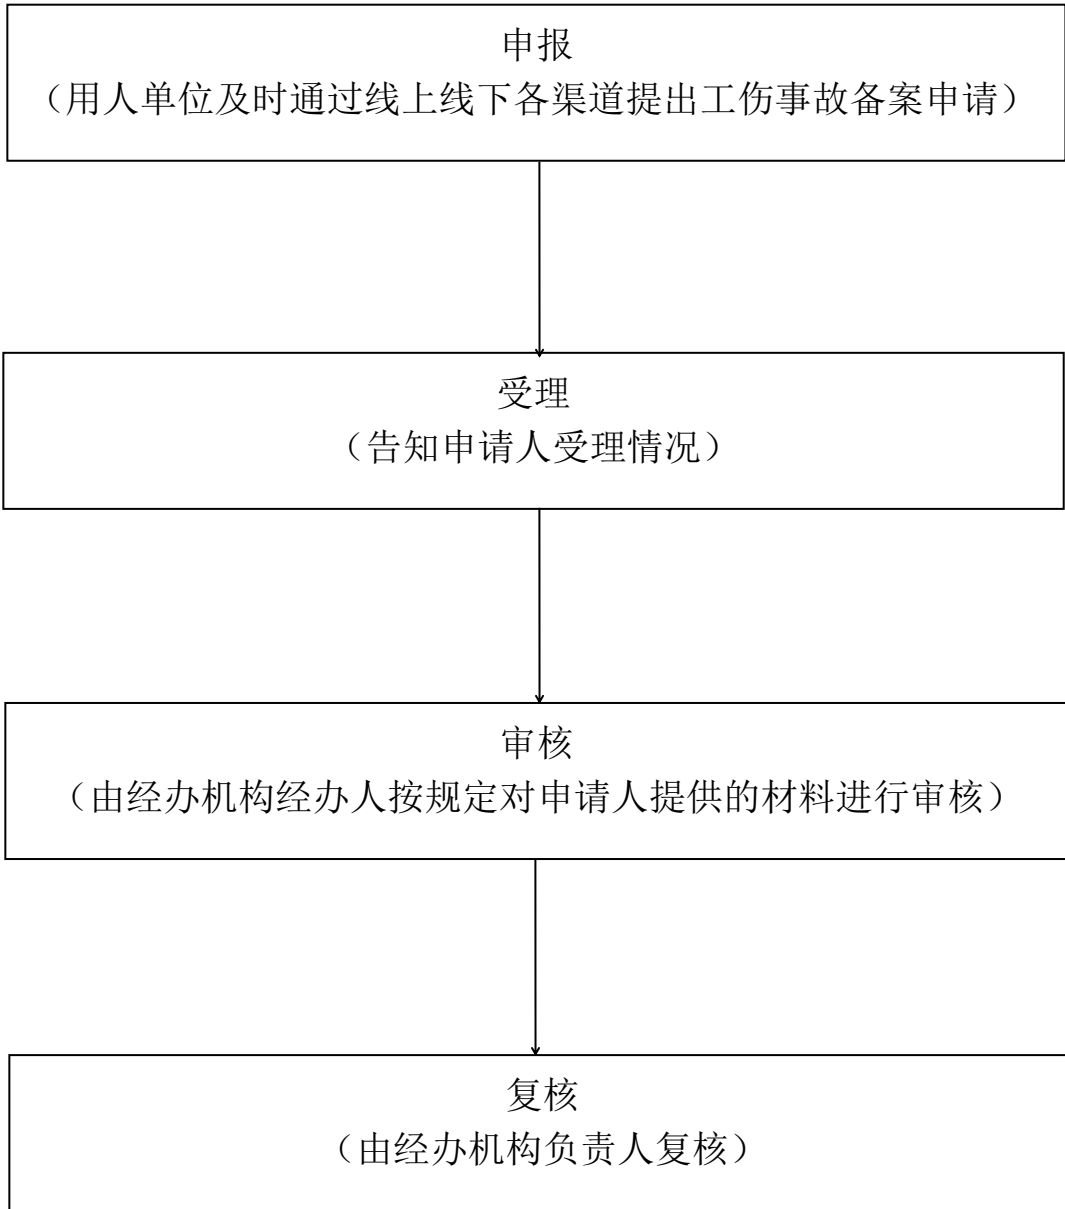 申报
（用人单位及时通过线上线下各渠道提出工伤事故备案申请）
受理
（告知申请人受理情况）
审核
（由经办机构经办人按规定对申请人提供的材料进行审核）
复核
（由经办机构负责人复核）